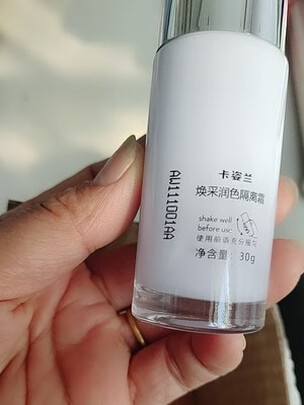 卡姿兰
焕采润色隔离霜
shake well
before use:
使用前请充分摇匀
净含量: 30g
AU111001AA